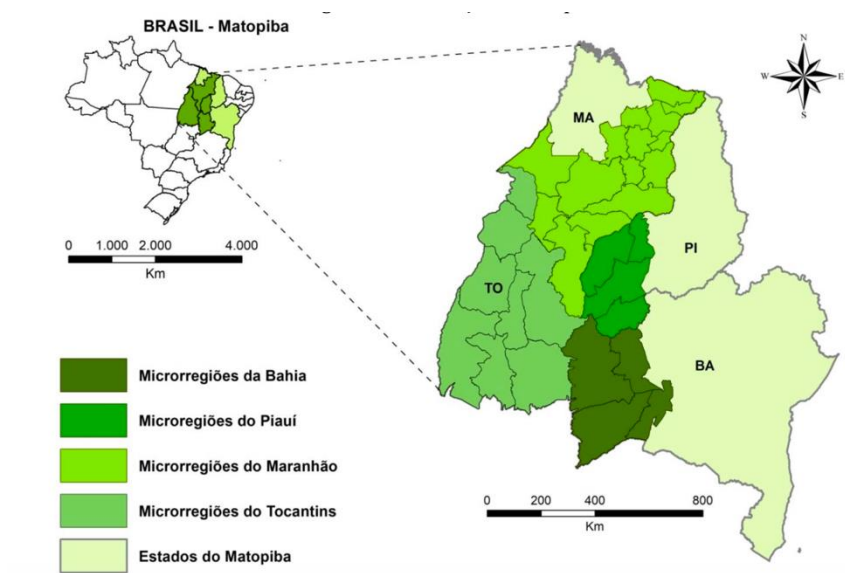 BRASIL - Matopiba
N
W
E
S
MA
PI
TO
BA
0 1.000 2.000 4.000
Km
Microrregiões da Bahia
Microregiões do Piauí
Microrregiões do Maranhão
Microrregiões do Tocantins
Estados do Matopiba
0 200 400 800
Km